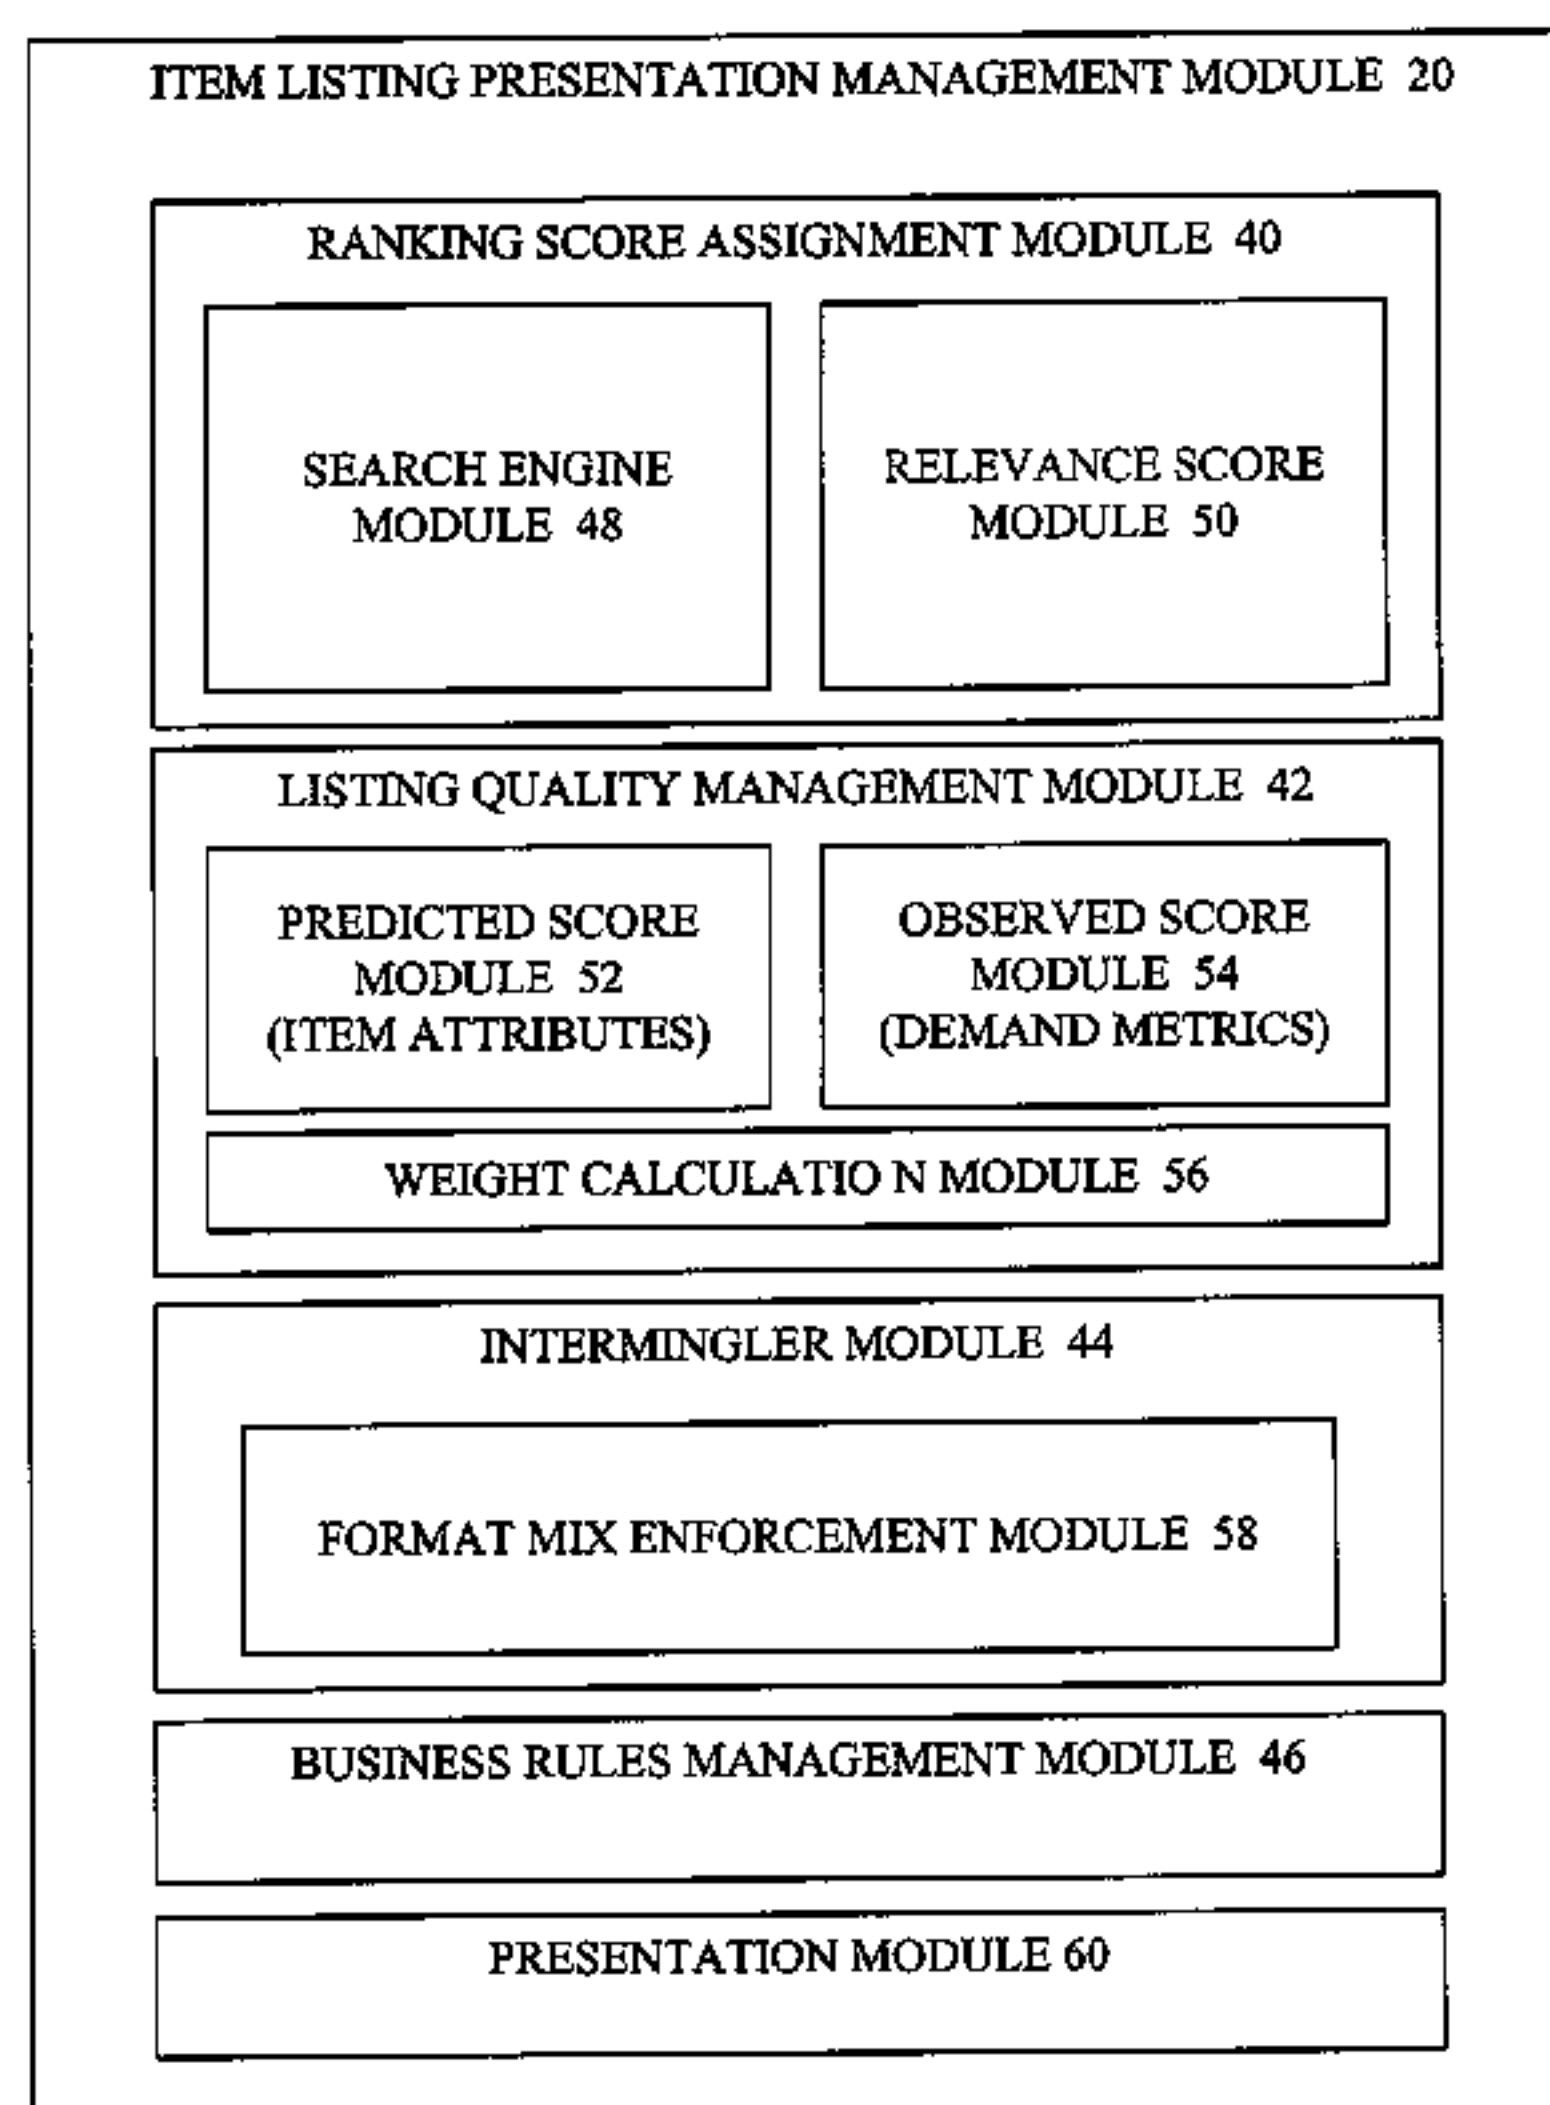 ITEM LISTING PRESENTATION MANAGEMENT MODULE 20
RANKING SCORE ASSIGNMENT MODULE 40
SEARCH ENGINE
MODULE 48
RELEVANCE SCORE
MODULE 50
LISTING QUALITY MANAGEMENT MODULE 42
PREDICTED SCORE
MODULE 52
(ITEM ATTRIBUTES)
OBSERVED SCORE
MODULE 54
(DEMAND METRICS)
WEIGHT CALCULATIO N MODULE 56
INTERMINGLER MODULE 44
FORMAT MIX ENFORCEMENT MODULE 58
BUSINESS RULES MANAGEMENT MODULE 46
PRESENTATION MODULE 60